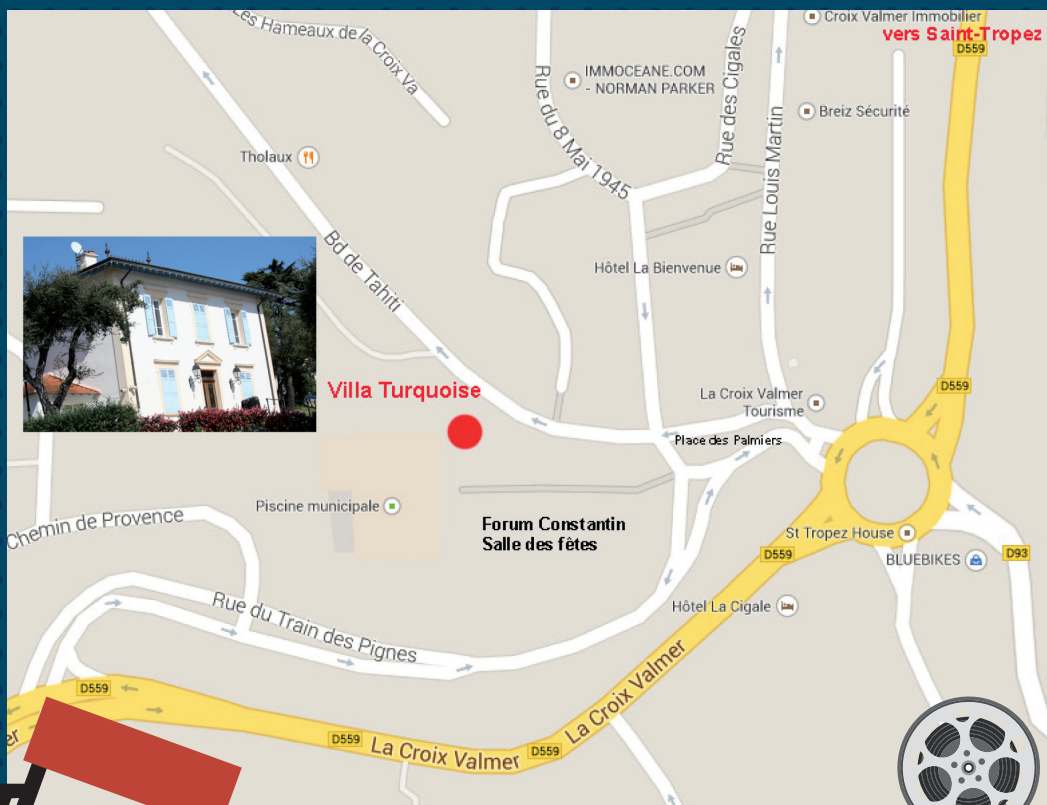 Les Hameaux de la Croix Va
Croix Valmer Immobilier
vers Saint-Tropez
D559
IMMOCEANE.COM
- NORMAN PARKER
Rue du 8 Mai 1945
Rue des Cigales
Rue Louis Martin
Breiz Sécurité
Tholaux
Bd de Tahiti
Hôtel La Bienvenue
Villa Turquoise
La Croix Valmer
Tourisme
D559
Place des Palmiers
Piscine municipale
Chemin de Provence
Forum Constantin
Salle des fêtes
St Tropez House
D559
BLUEBIKES
D93
Hôtel La Cigale
Rue du Train des Pignes
La Croix Valmer
D559
D559
La Croix Valmer
D559
er